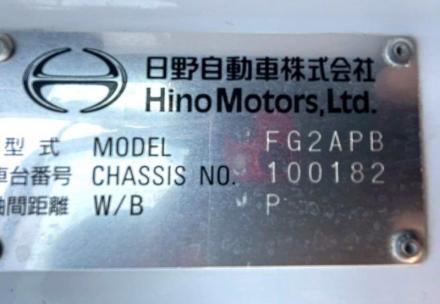 日野自動車株式会社
Hino Motors, Ltd.
型式 MODEL FG2APB
車台番号 CHASSIS NO. 100182
軸間距離 W/B P